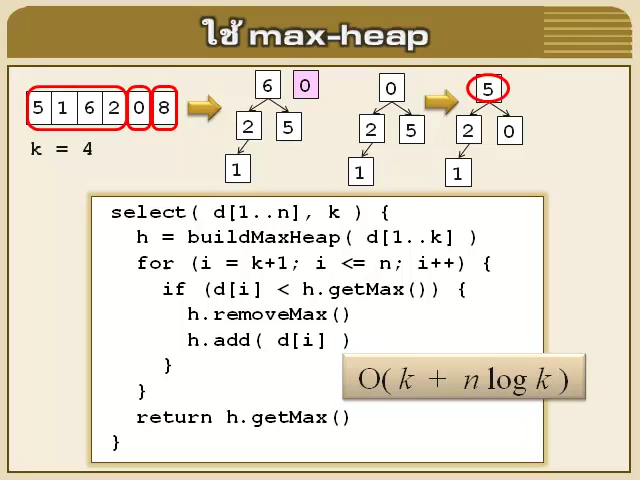 ใช้ max-heap
5 1 6 2 0 8
k = 4
6 0
2 5
1
0
2 5
1
5
2 0
1
select( d[1..n], k ) {
h = buildMaxHeap( d[1..k] )
for (i = k+1; i <= n; i++) {
if (d[i] < h.getMax()) {
h.removeMax()
h.add( d[i] )
}
}
return h.getMax()
}
O( k + n log k )